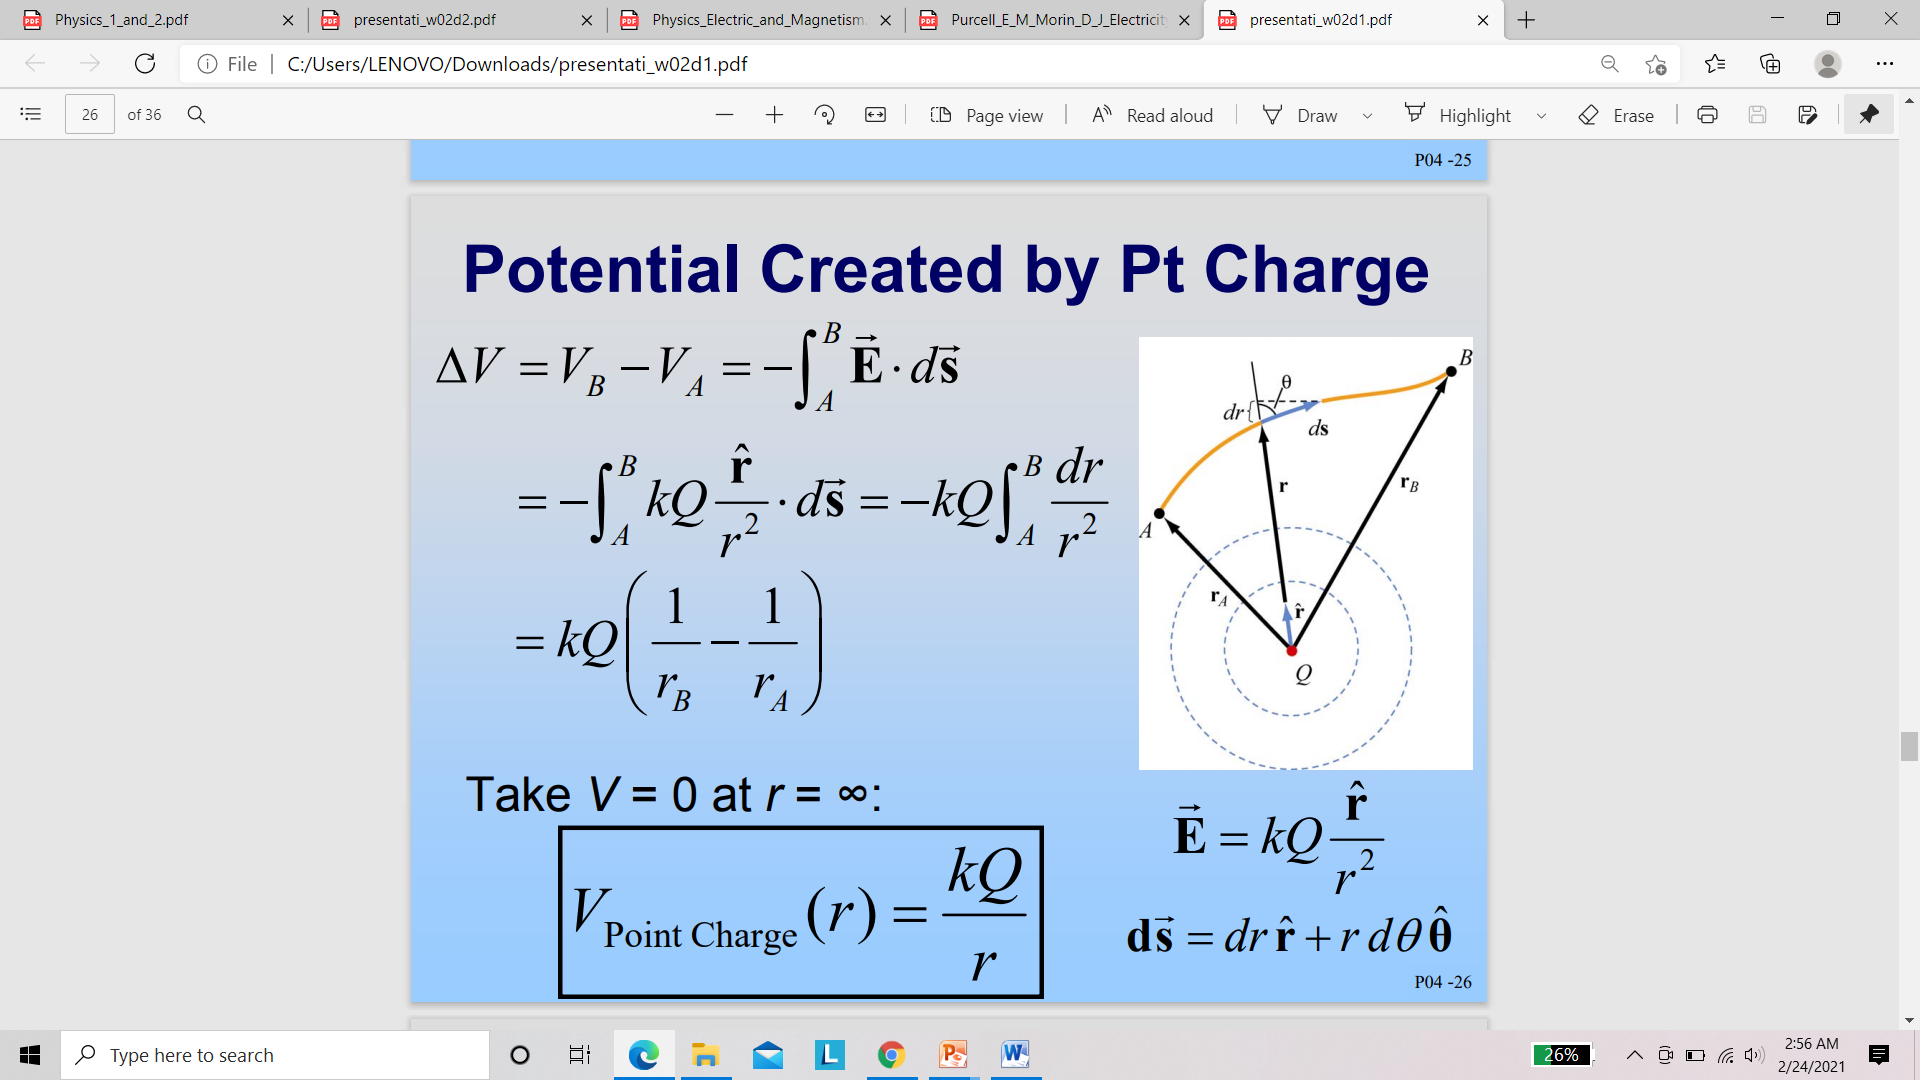 Physics_1_and_2.pdf
presentati_w02d2.pdf
Physics_Electric_and_Magnetism
Purcell_E_M_Morin_D_J_Electricity
presentati_w02d1.pdf
File | C:/Users/LENOVO/Downloads/presentati_w02d1.pdf
26 of 36
Page view
Read aloud
Draw
Highlight
Erase
P04 -25
Potential Created by Pt Charge
ΔV = V_B − V_A = −∫_A^B E⃗ · ds⃗
= −∫_A^B kQ r̂/r² · ds⃗ = −kQ ∫_A^B dr/r²
= kQ (1/r_B − 1/r_A)
B
θ
dr
ds
r
r_B
A
r_A
r̂
Q
Take V = 0 at r = ∞:
V_Point Charge (r) = kQ/r
E⃗ = kQ r̂/r²
ds⃗ = dr r̂ + r dθ θ̂
P04 -26
Type here to search
26%
2:56 AM
2/24/2021